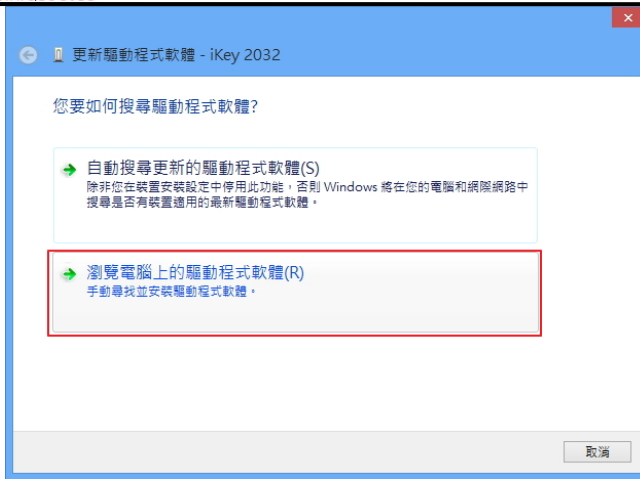 更新驅動程式軟體 - iKey 2032
您要如何搜尋驅動程式軟體?
自動搜尋更新的驅動程式軟體(S)
除非您在裝置安裝設定中停用此功能，否則 Windows 將在您的電腦和網際網路中
搜尋是否有裝置適用的最新驅動程式軟體。
瀏覽電腦上的驅動程式軟體(R)
手動尋找並安裝驅動程式軟體。
取消